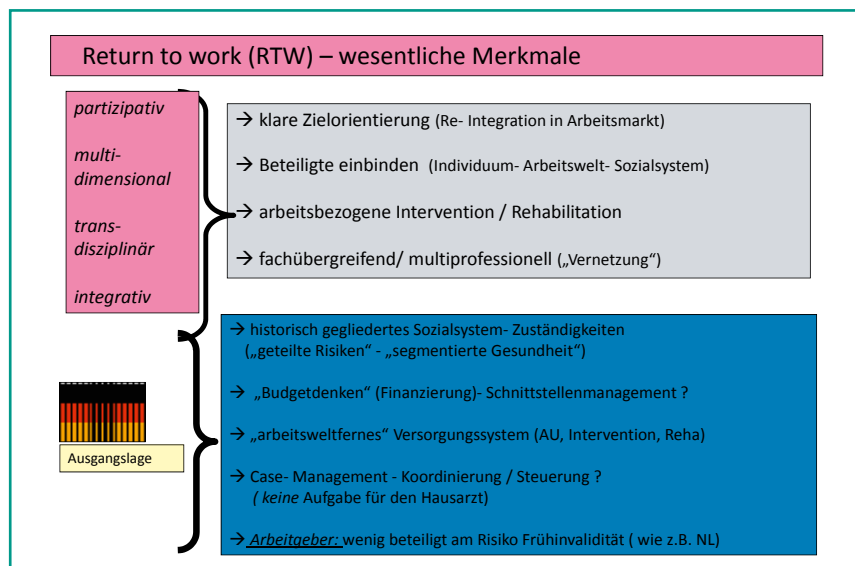 Return to work (RTW) – wesentliche Merkmale
partizipativ
multi-
dimensional
trans-
disziplinär
integrativ
→ klare Zielorientierung (Re- Integration in Arbeitsmarkt)
→ Beteiligte einbinden (Individuum- Arbeitswelt- Sozialsystem)
→ arbeitsbezogene Intervention / Rehabilitation
→ fachübergreifend/ multiprofessionell („Vernetzung“)
Ausgangslage
→ historisch gegliedertes Sozialsystem- Zuständigkeiten
(„geteilte Risiken“ - „segmentierte Gesundheit“)
→ „Budgetdenken“ (Finanzierung)- Schnittstellenmanagement ?
→ „arbeitsweltfernes“ Versorgungssystem (AU, Intervention, Reha)
→ Case- Management - Koordinierung / Steuerung ?
( keine Aufgabe für den Hausarzt)
→ Arbeitgeber: wenig beteiligt am Risiko Frühinvalidität ( wie z.B. NL)